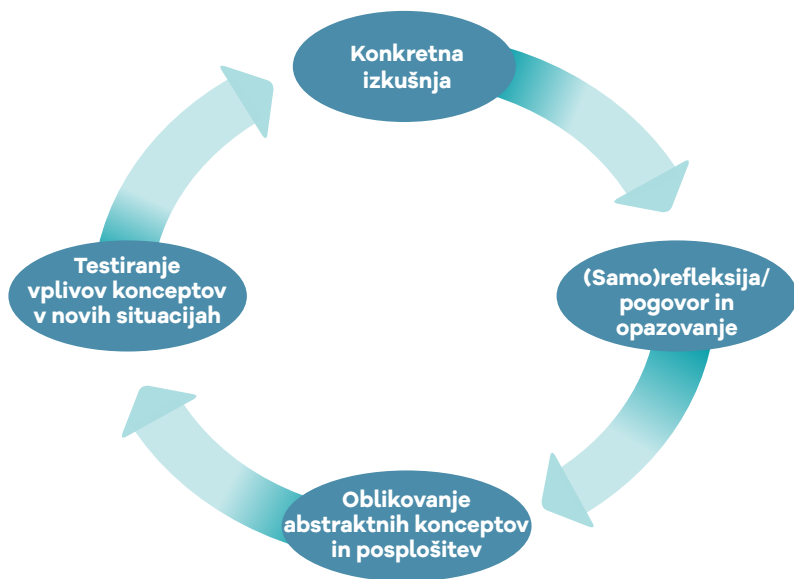 Konkretna
izkušnja
(Samo)refleksija/
pogovor in
opazovanje
Oblikovanje
abstraktnih konceptov
in posplošitev
Testiranje
vplivov konceptov
v novih situacijah